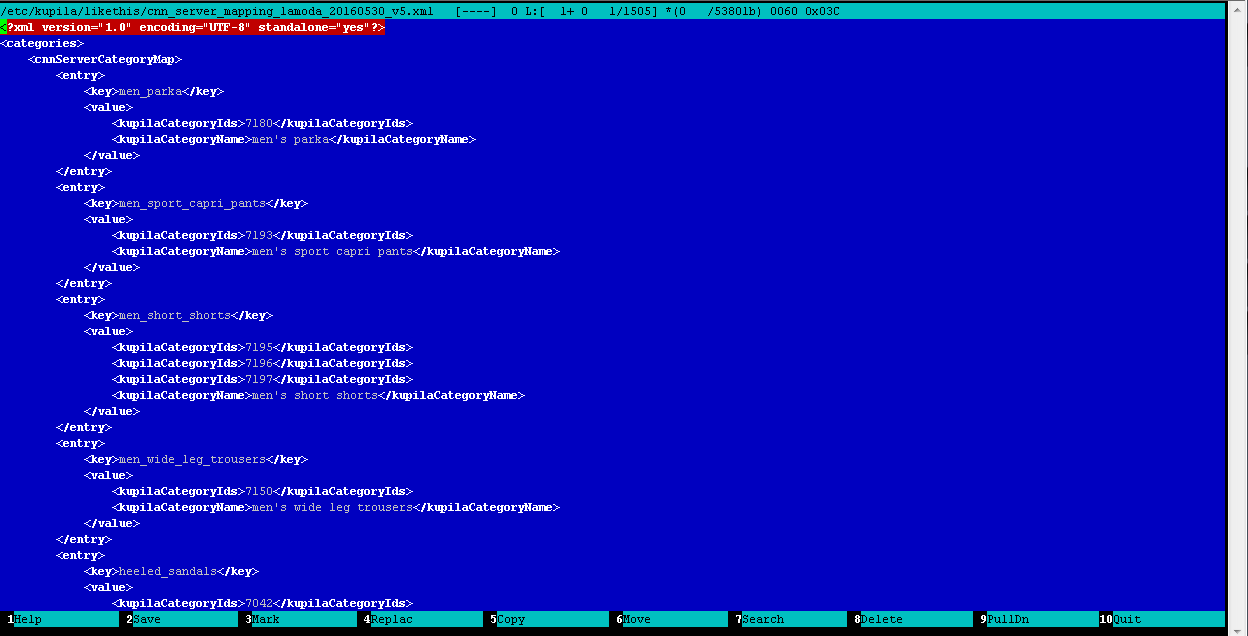 /etc/kupila/likethis/cnn_server_mapping_lamoda_20160530_v5.xml   [----]  0 L:[  1+ 0   1/1505] *(0   /53801b) 0060 0x03C
<?xml version="1.0" encoding="UTF-8" standalone="yes"?>
<categories>
    <cnnServerCategoryMap>
        <entry>
            <key>men_parka</key>
            <value>
                <kupilaCategoryIds>7180</kupilaCategoryIds>
                <kupilaCategoryName>men's parka</kupilaCategoryName>
            </value>
        </entry>
        <entry>
            <key>men_sport_capri_pants</key>
            <value>
                <kupilaCategoryIds>7193</kupilaCategoryIds>
                <kupilaCategoryName>men's sport capri pants</kupilaCategoryName>
            </value>
        </entry>
        <entry>
            <key>men_short_shorts</key>
            <value>
                <kupilaCategoryIds>7195</kupilaCategoryIds>
                <kupilaCategoryIds>7196</kupilaCategoryIds>
                <kupilaCategoryIds>7197</kupilaCategoryIds>
                <kupilaCategoryName>men's short shorts</kupilaCategoryName>
            </value>
        </entry>
        <entry>
            <key>men_wide_leg_trousers</key>
            <value>
                <kupilaCategoryIds>7150</kupilaCategoryIds>
                <kupilaCategoryName>men's wide leg trousers</kupilaCategoryName>
            </value>
        </entry>
        <entry>
            <key>heeled_sandals</key>
            <value>
                <kupilaCategoryIds>7042</kupilaCategoryIds>
1Help 2Save 3Mark 4Replac 5Copy 6Move 7Search 8Delete 9PullDn 10Quit